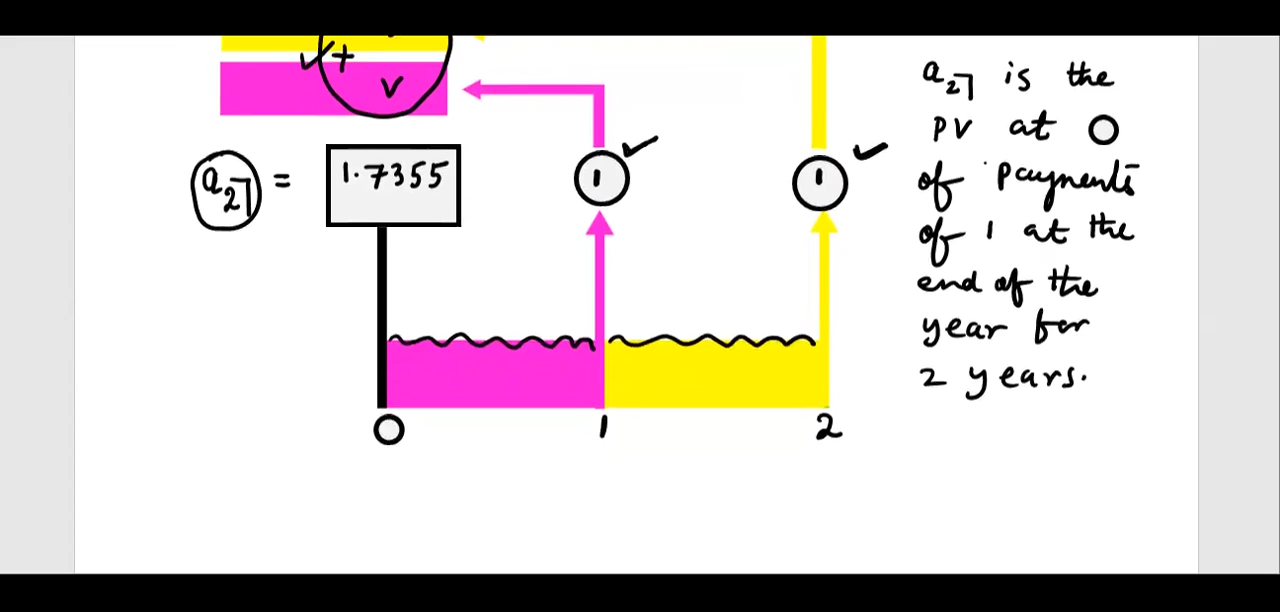 +
v
a2⌉ = 1.7355
1
1
0
1
2
a2⌉ is the
PV at 0
of payments
of 1 at the
end of the
year for
2 years.